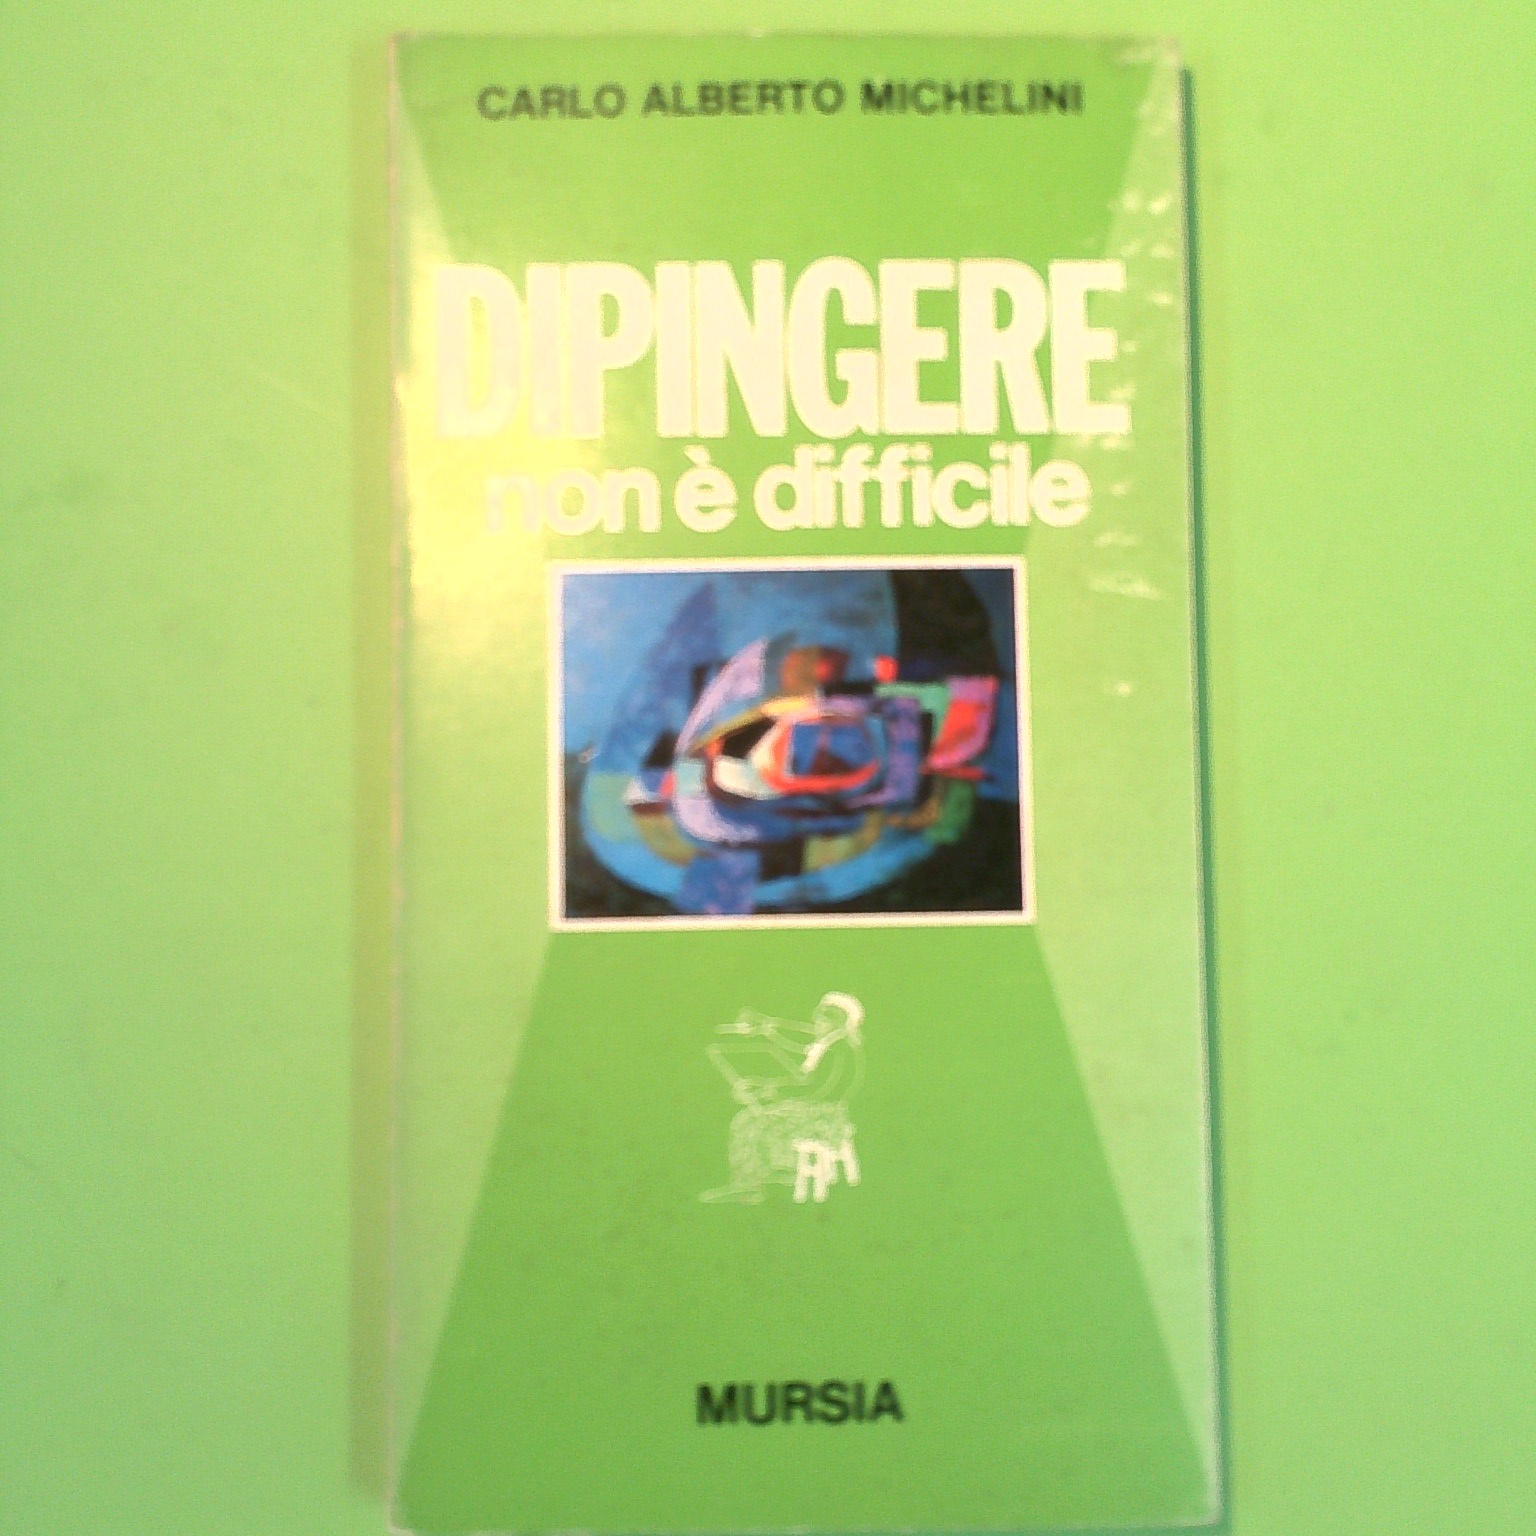 CARLO ALBERTO MICHELINI
DIPINGERE
non è difficile
MURSIA